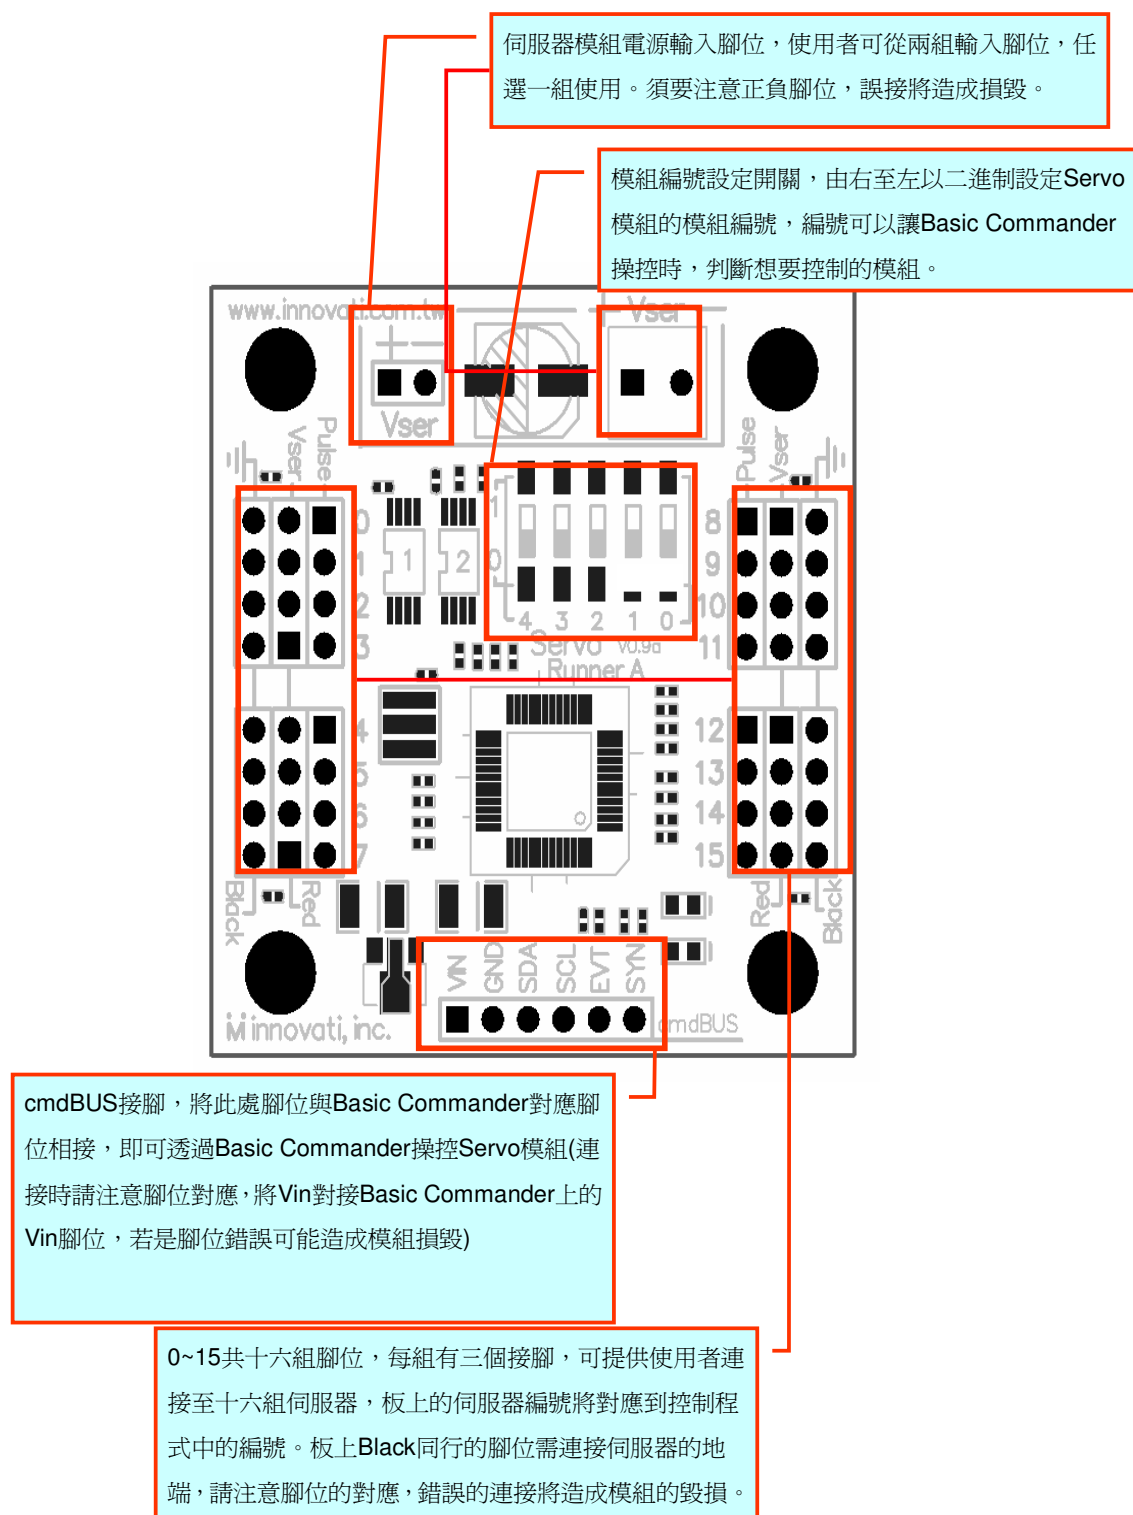 伺服器模組電源輸入腳位，使用者可從兩組輸入腳位，任
選一組使用。須要注意正負腳位，誤接將造成損毀。
模組編號設定開關，由右至左以二進制設定Servo
模組的模組編號，編號可以讓Basic Commander
操控時，判斷想要控制的模組。
www.innovati.com.tw
Vser
Vser
Pulse
Vser
Pulse
Vser
1
0
4 3 2 1 0
1
2
Servo V0.9a
Runner A
0
1
2
3
4
5
6
7
8
9
10
11
12
13
14
15
Black
Red
Red
Black
VIN
GND
SDA
SCL
EVT
SYN
cmdBUS
innovati, inc.
cmdBUS接腳，將此處腳位與Basic Commander對應腳
位相接，即可透過Basic Commander操控Servo模組(連
接時請注意腳位對應，將Vin對接Basic Commander上的
Vin腳位，若是腳位錯誤可能造成模組損毀)
0~15共十六組腳位，每組有三個接腳，可提供使用者連
接至十六組伺服器，板上的伺服器編號將對應到控制程
式中的編號。板上Black同行的腳位需連接伺服器的地
端，請注意腳位的對應，錯誤的連接將造成模組的毀損。